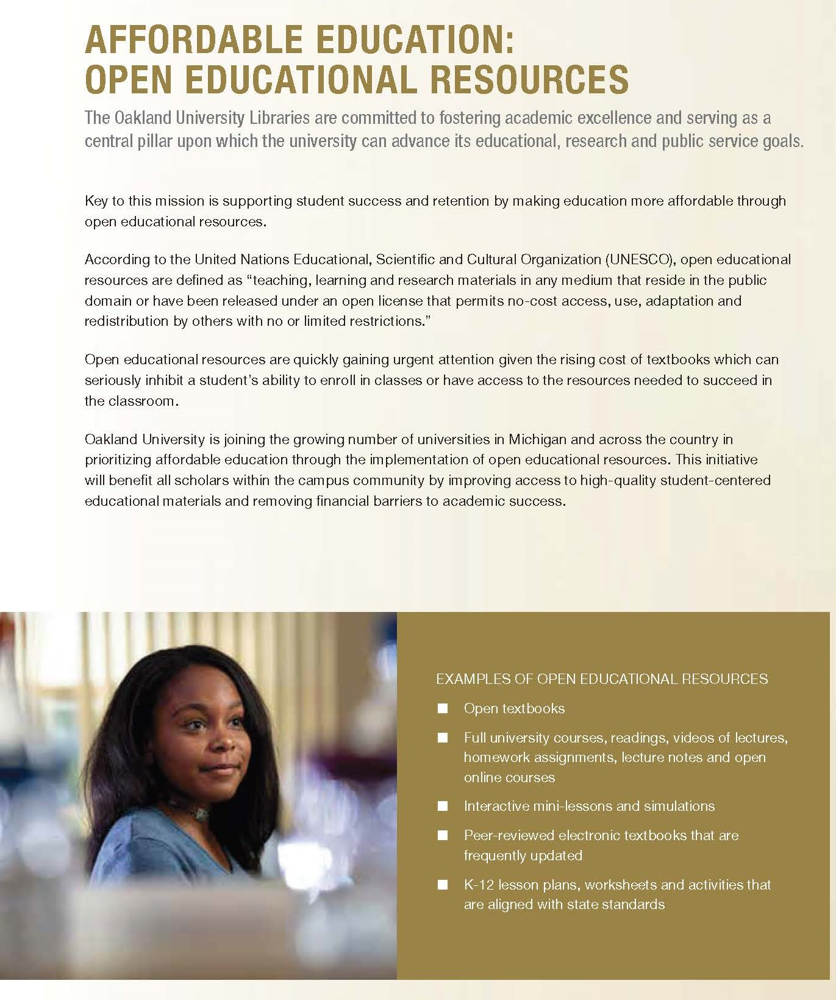 AFFORDABLE EDUCATION:
OPEN EDUCATIONAL RESOURCES
The Oakland University Libraries are committed to fostering academic excellence and serving as a
central pillar upon which the university can advance its educational, research and public service goals.
Key to this mission is supporting student success and retention by making education more affordable through
open educational resources.
According to the United Nations Educational, Scientific and Cultural Organization (UNESCO), open educational
resources are defined as “teaching, learning and research materials in any medium that reside in the public
domain or have been released under an open license that permits no-cost access, use, adaptation and
redistribution by others with no or limited restrictions.”
Open educational resources are quickly gaining urgent attention given the rising cost of textbooks which can
seriously inhibit a student’s ability to enroll in classes or have access to the resources needed to succeed in
the classroom.
Oakland University is joining the growing number of universities in Michigan and across the country in
prioritizing affordable education through the implementation of open educational resources. This initiative
will benefit all scholars within the campus community by improving access to high-quality student-centered
educational materials and removing financial barriers to academic success.
EXAMPLES OF OPEN EDUCATIONAL RESOURCES
■ Open textbooks
■ Full university courses, readings, videos of lectures,
homework assignments, lecture notes and open
online courses
■ Interactive mini-lessons and simulations
■ Peer-reviewed electronic textbooks that are
frequently updated
■ K-12 lesson plans, worksheets and activities that
are aligned with state standards